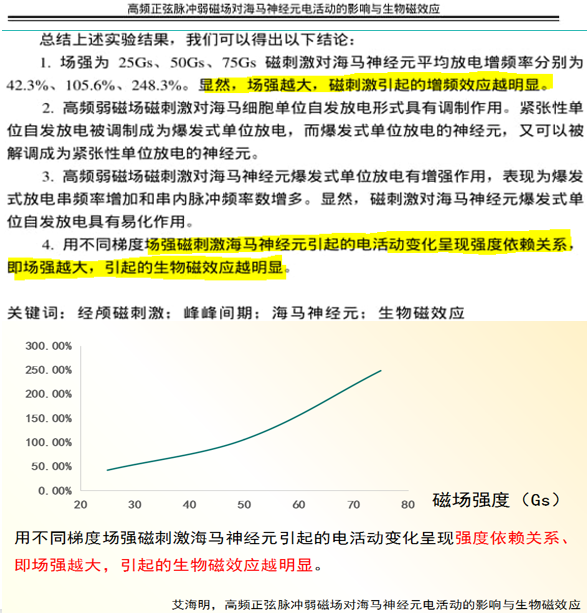 高频正弦脉冲弱磁场对海马神经元电活动的影响与生物磁效应
总结上述实验结果，我们可以得出以下结论：
1. 场强为 25Gs、50Gs、75Gs 磁刺激对海马神经元平均放电增频率分别为
42.3%、105.6%、248.3%。显然，场强越大，磁刺激引起的增频效应越明显。
2. 高频弱磁场磁刺激对海马细胞单位自发放电形式具有调制作用。紧张性单
位自发放电被调制成为爆发式单位放电，而爆发式单位放电的神经元，又可以被
解调成为紧张性单位放电的神经元。
3. 高频弱磁场磁刺激对海马神经元爆发式单位放电有增强作用，表现为爆发
式放电串频率增加和串内脉冲频率数增多。显然，磁刺激对海马神经元爆发式单
位自发放电具有易化作用。
4. 用不同梯度场强磁刺激海马神经元引起的电活动变化呈现强度依赖关系，
即场强越大，引起的生物磁效应越明显。
关键词：经颅磁刺激；峰峰间期；海马神经元；生物磁效应
300.00%
250.00%
200.00%
150.00%
100.00%
50.00%
0.00%
20 30 40 50 60 70 80
磁场强度（Gs）
用不同梯度场强磁刺激海马神经元引起的电活动变化呈现强度依赖关系、
即场强越大，引起的生物磁效应越明显。
艾海明，高频正弦脉冲弱磁场对海马神经元电活动的影响与生物磁效应